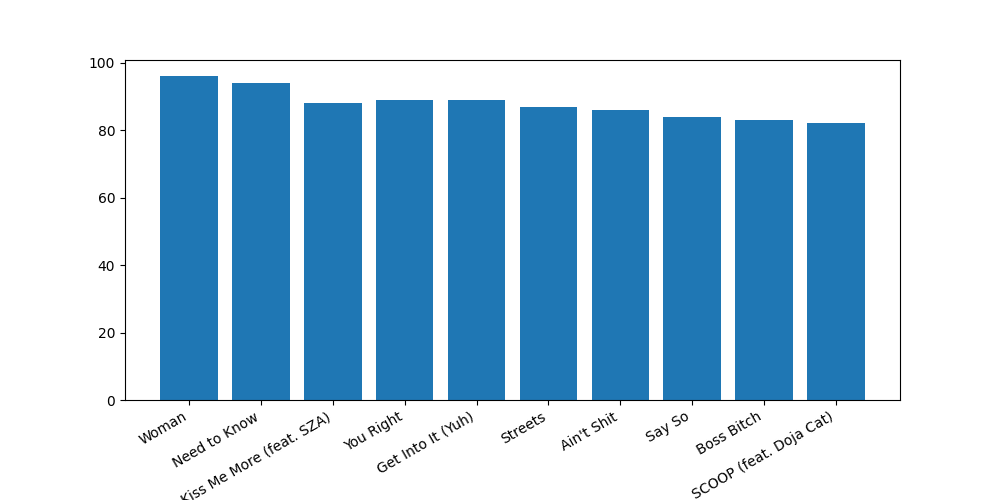 100
80
60
40
20
0
Woman
Need to Know
Kiss Me More (feat. SZA)
You Right
Get Into It (Yuh)
Streets
Ain't Shit
Say So
Boss Bitch
SCOOP (feat. Doja Cat)